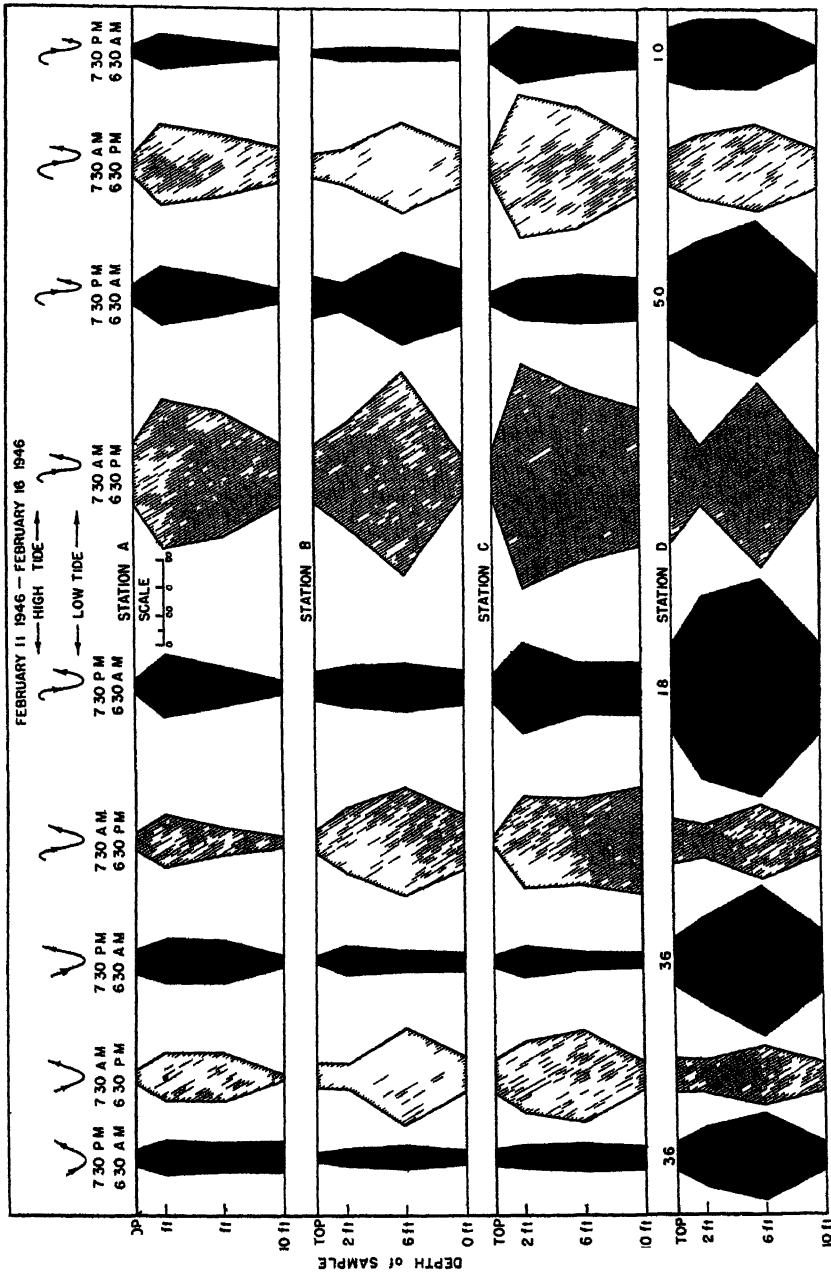 FEBRUARY 11 1946 – FEBRUARY 16 1946
HIGH TIDE
LOW TIDE
7 30 PM 7 30 AM 7 30 PM 7 30 AM 7 30 PM 7 30 AM 7 30 PM 7 30 AM 7 30 PM
6 30 AM 6 30 PM 6 30 AM 6 30 PM 6 30 AM 6 30 PM 6 30 AM 6 30 PM 6 30 AM
STATION A
SCALE
TOP
ft
ft
10 ft
STATION B
TOP
2 ft
6 ft
0 ft
STATION C
TOP
2 ft
6 ft
10 ft
36 36 18 STATION D 50 10
TOP
2 ft
6 ft
10 ft
DEPTH of SAMPLE